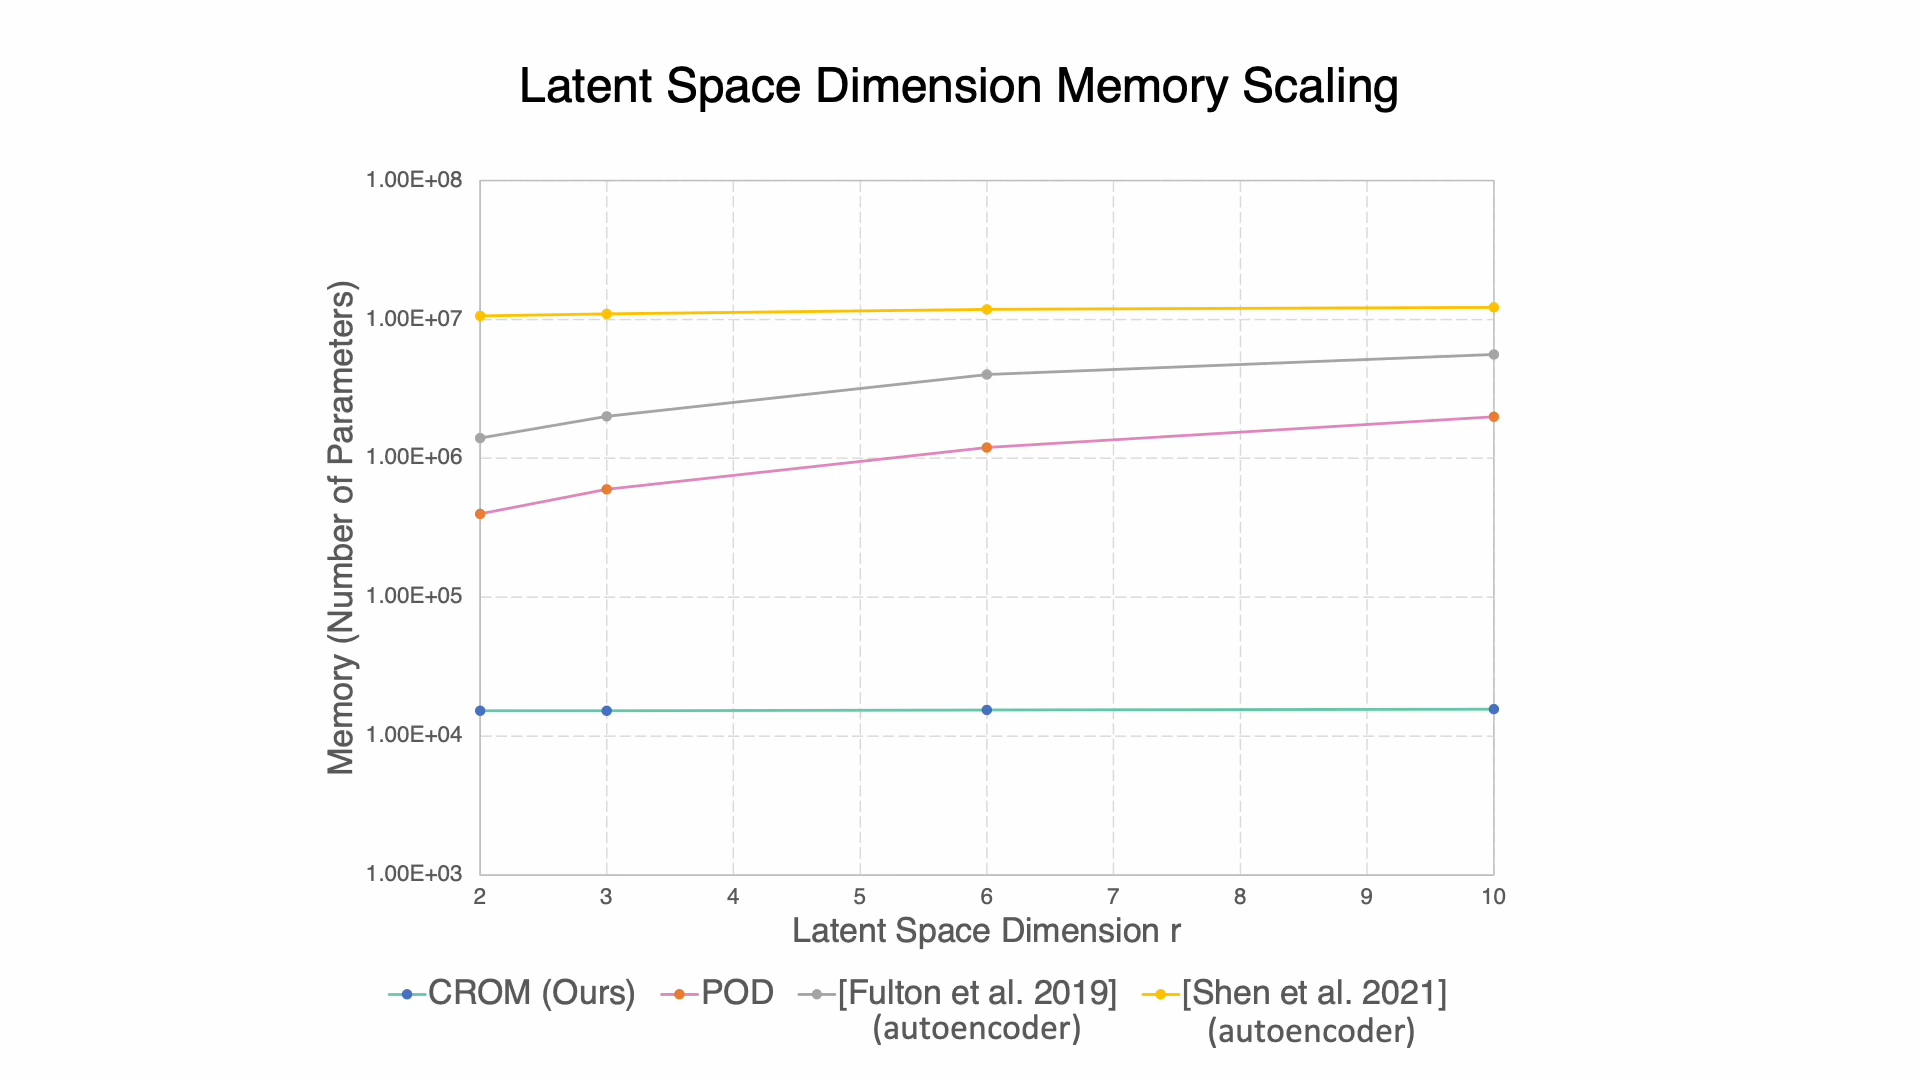 Latent Space Dimension Memory Scaling
1.00E+08
1.00E+07
1.00E+06
1.00E+05
1.00E+04
1.00E+03
Memory (Number of Parameters)
2 3 4 5 6 7 8 9 10
Latent Space Dimension r
CROM (Ours) POD [Fulton et al. 2019] [Shen et al. 2021]
(autoencoder) (autoencoder)